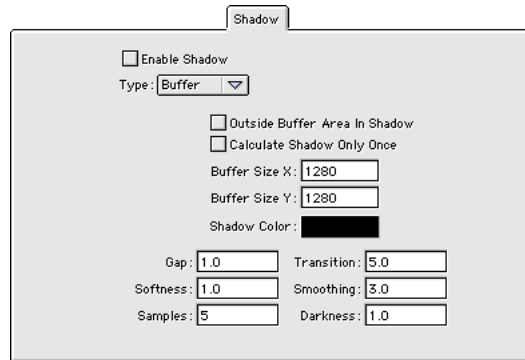 Shadow
Enable Shadow
Type: Buffer
Outside Buffer Area In Shadow
Calculate Shadow Only Once
Buffer Size X: 1280
Buffer Size Y: 1280
Shadow Color:
Gap: 1.0 Transition: 5.0
Softness: 1.0 Smoothing: 3.0
Samples: 5 Darkness: 1.0